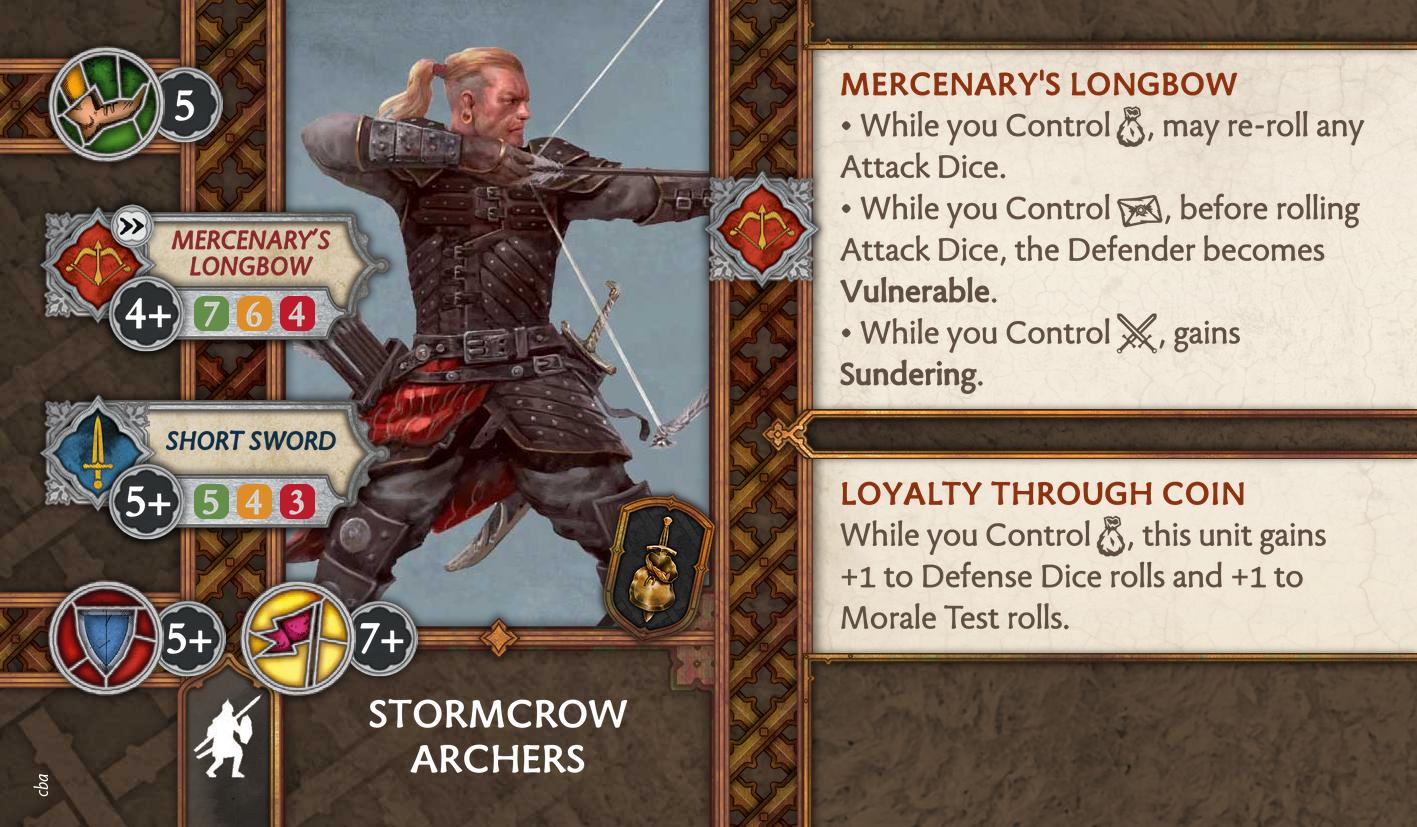 5
MERCENARY'S
LONGBOW
4+ 7 6 4
SHORT SWORD
5+ 5 4 3
5+ 7+
STORMCROW
ARCHERS
cba
MERCENARY'S LONGBOW
• While you Control , may re-roll any
Attack Dice.
• While you Control , before rolling
Attack Dice, the Defender becomes
Vulnerable.
• While you Control , gains
Sundering.
LOYALTY THROUGH COIN
While you Control , this unit gains
+1 to Defense Dice rolls and +1 to
Morale Test rolls.